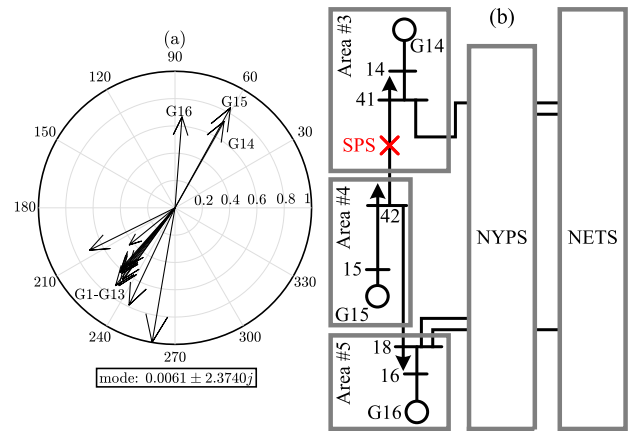 (a)
90
120
60
150
30
180
0.2 0.4 0.6 0.8 1
210
330
240
300
270
G16
G15
G14
G1-G13
mode: 0.0061 ± 2.3740j
(b)
Area #3
G14
14
41
SPS
Area #4
42
15
G15
Area #5
18
16
G16
NYPS
NETS